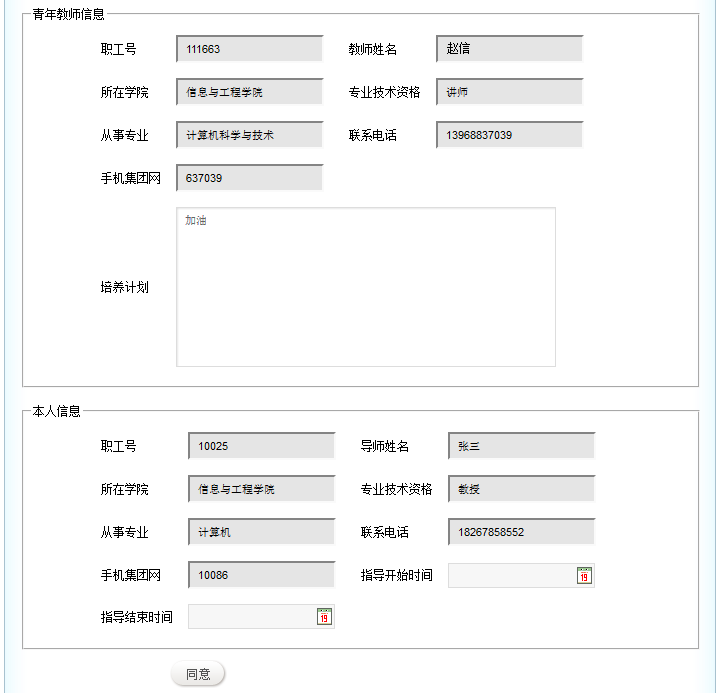 青年教师信息
职工号 111663 教师姓名 赵信
所在学院 信息与工程学院 专业技术资格 讲师
从事专业 计算机科学与技术 联系电话 13968837039
手机集团网 637039
加油
培养计划
本人信息
职工号 10025 导师姓名 张三
所在学院 信息与工程学院 专业技术资格 教授
从事专业 计算机 联系电话 18267858552
手机集团网 10086 指导开始时间 19
指导结束时间 19
同意